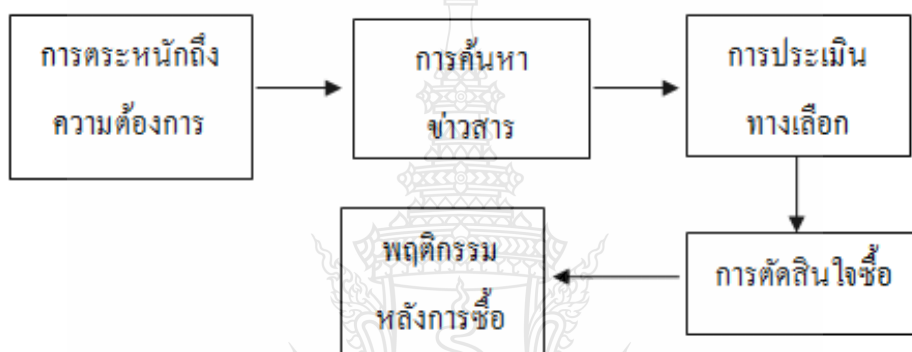 การตระหนักถึง
ความต้องการ
การค้นหา
ข่าวสาร
การประเมิน
ทางเลือก
การตัดสินใจซื้อ
พฤติกรรม
หลังการซื้อ